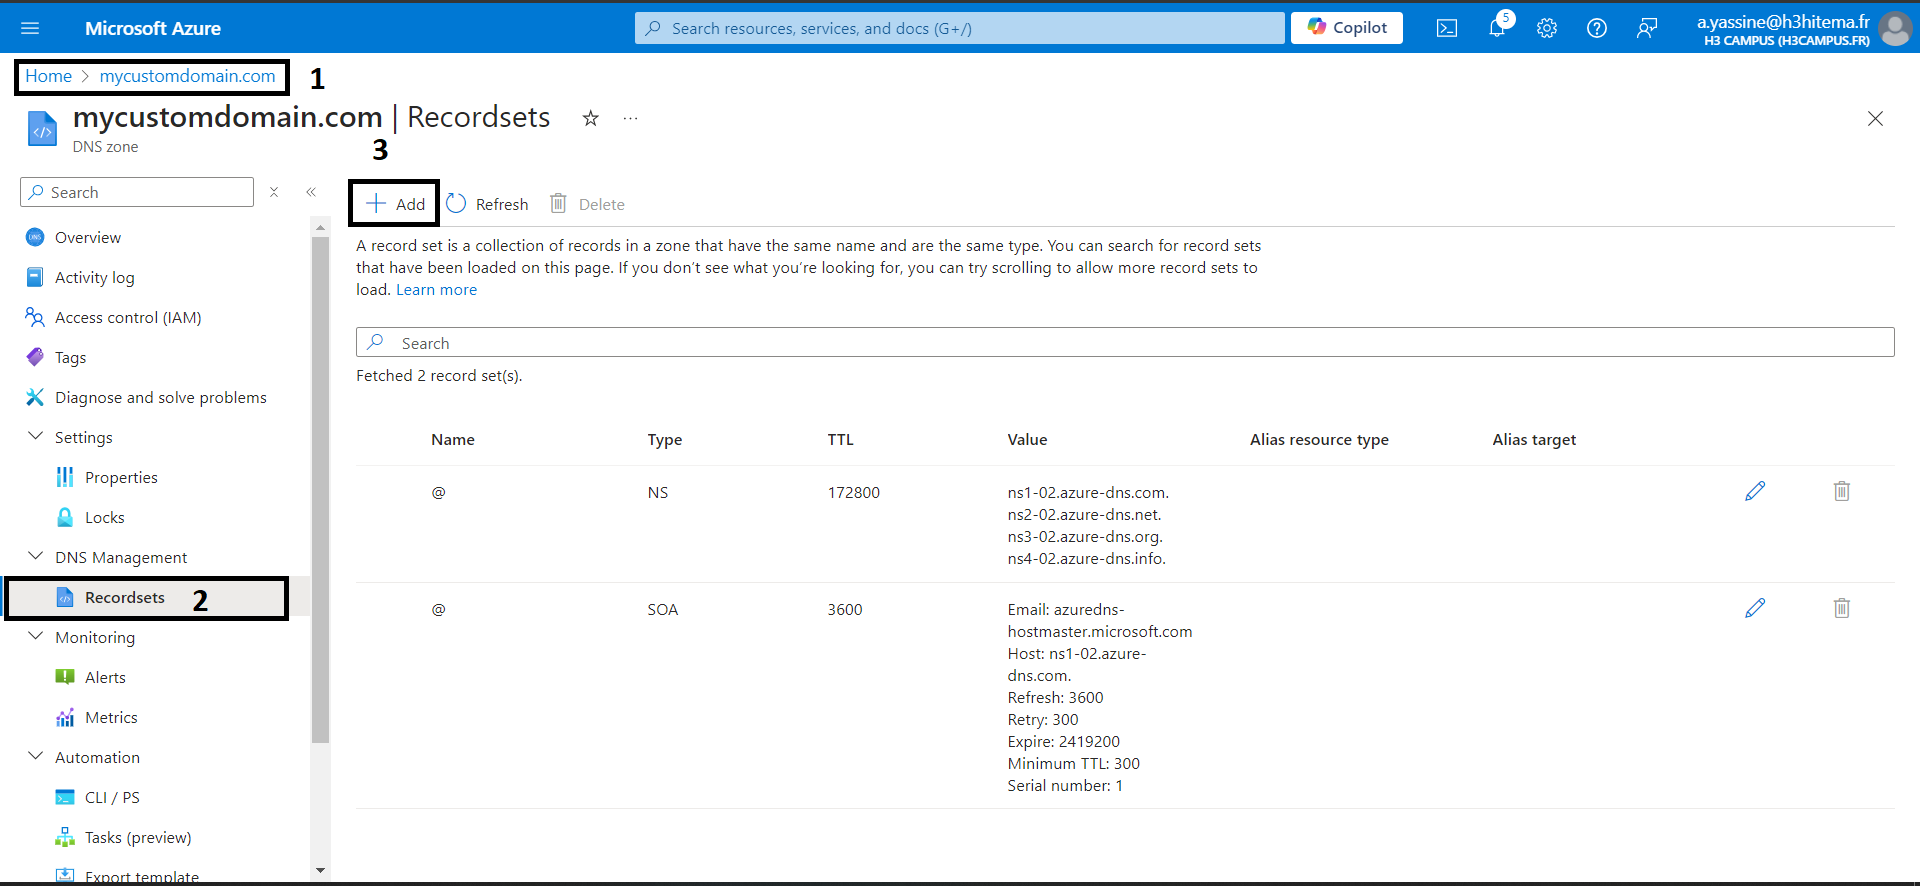 Microsoft Azure
Search resources, services, and docs (G+/)
Copilot
5
a.yassine@h3hitema.fr
H3 CAMPUS (H3CAMPUS.FR)
Home > mycustomdomain.com
1
mycustomdomain.com | Recordsets
DNS zone
3
Search
Add
Refresh
Delete
Overview
Activity log
Access control (IAM)
Tags
Diagnose and solve problems
Settings
Properties
Locks
DNS Management
Recordsets
2
Monitoring
Alerts
Metrics
Automation
CLI / PS
Tasks (preview)
Export template
A record set is a collection of records in a zone that have the same name and are the same type. You can search for record sets
that have been loaded on this page. If you don't see what you're looking for, you can try scrolling to allow more record sets to
load. Learn more
Search
Fetched 2 record set(s).
Name Type TTL Value Alias resource type Alias target
@ NS 172800 ns1-02.azure-dns.com.
ns2-02.azure-dns.net.
ns3-02.azure-dns.org.
ns4-02.azure-dns.info.
@ SOA 3600 Email: azuredns-
hostmaster.microsoft.com
Host: ns1-02.azure-
dns.com.
Refresh: 3600
Retry: 300
Expire: 2419200
Minimum TTL: 300
Serial number: 1